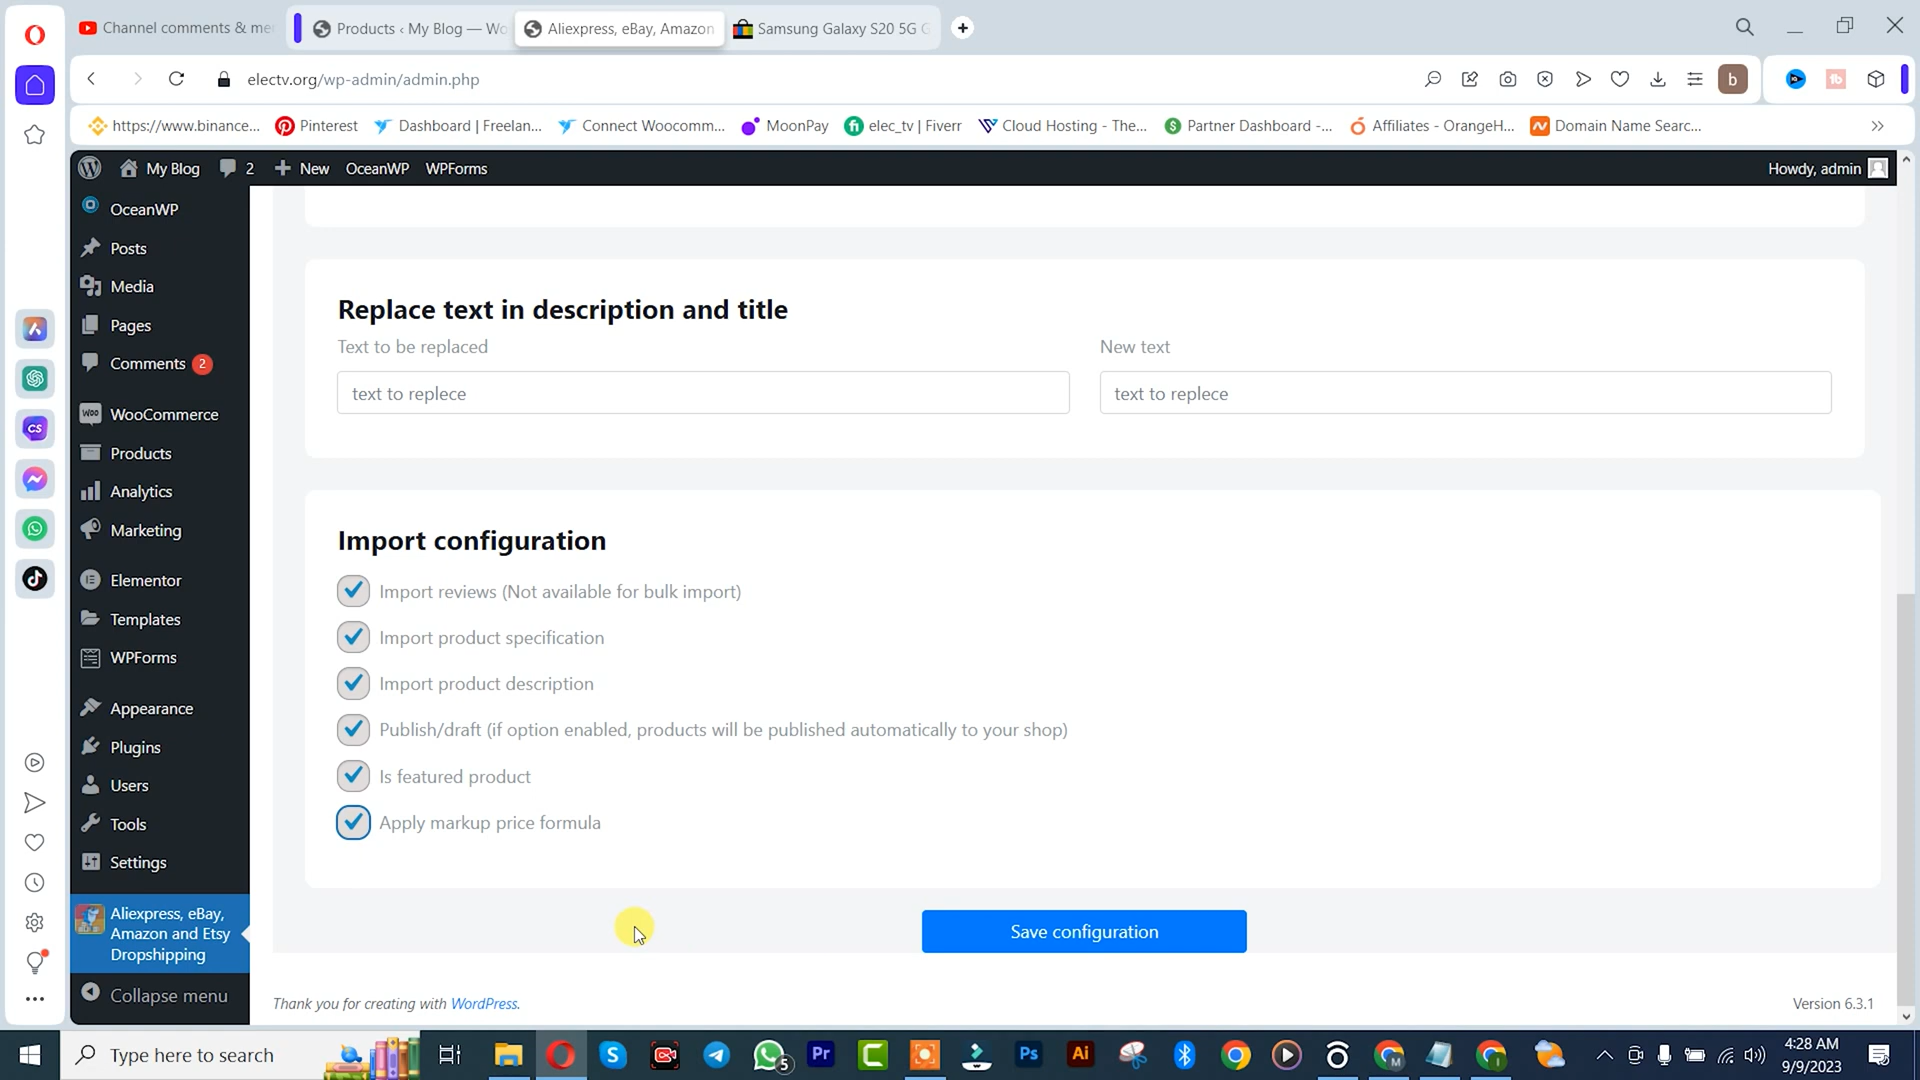 Channel comments & me
Products ‹ My Blog — Wo
Aliexpress, eBay, Amazon
Samsung Galaxy S20 5G G
electv.org/wp-admin/admin.php
b
https://www.binance...
Pinterest
Dashboard | Freelan...
Connect Woocomm...
MoonPay
elec_tv | Fiverr
Cloud Hosting - The...
Partner Dashboard -...
Affiliates - OrangeH...
Domain Name Searc...
My Blog
2
New
OceanWP
WPForms
Howdy, admin
OceanWP
Posts
Media
Pages
Comments 2
WooCommerce
Products
Analytics
Marketing
Elementor
Templates
WPForms
Appearance
Plugins
Users
Tools
Settings
Aliexpress, eBay,
Amazon and Etsy
Dropshipping
Collapse menu
Replace text in description and title
Text to be replaced
New text
text to replece
text to replece
Import configuration
Import reviews (Not available for bulk import)
Import product specification
Import product description
Publish/draft (if option enabled, products will be published automatically to your shop)
Is featured product
Apply markup price formula
Save configuration
Thank you for creating with WordPress.
Version 6.3.1
Type here to search
5
Pr
Ps
Ai
4:28 AM
9/9/2023